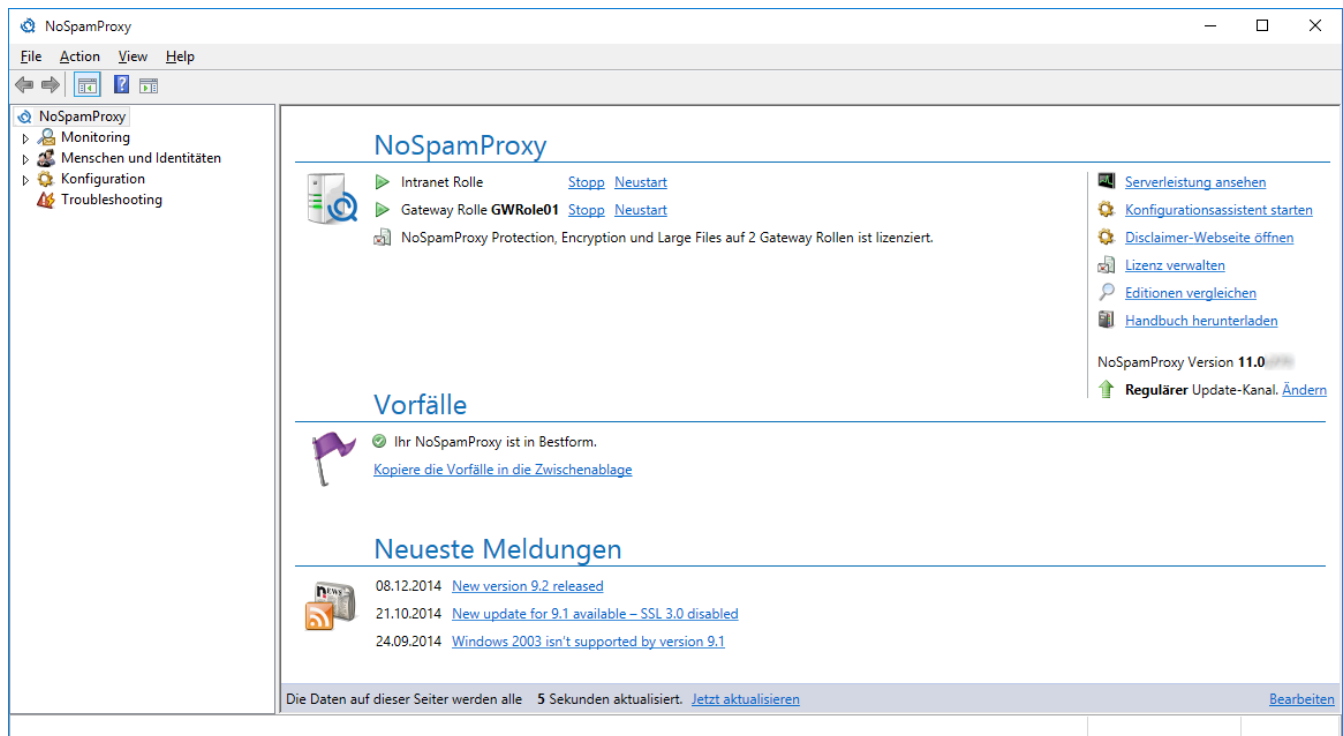 NoSpamProxy
File Action View Help
NoSpamProxy
Monitoring
Menschen und Identitäten
Konfiguration
Troubleshooting
NoSpamProxy
Intranet Rolle Stopp Neustart
Gateway Rolle GWRole01 Stopp Neustart
NoSpamProxy Protection, Encryption und Large Files auf 2 Gateway Rollen ist lizenziert.
Serverleistung ansehen
Konfigurationsassistent starten
Disclaimer-Webseite öffnen
Lizenz verwalten
Editionen vergleichen
Handbuch herunterladen
NoSpamProxy Version 11.0
Regulärer Update-Kanal. Ändern
Vorfälle
Ihr NoSpamProxy ist in Bestform.
Kopiere die Vorfälle in die Zwischenablage
Neueste Meldungen
NEWS
08.12.2014 New version 9.2 released
21.10.2014 New update for 9.1 available – SSL 3.0 disabled
24.09.2014 Windows 2003 isn't supported by version 9.1
Die Daten auf dieser Seiter werden alle 5 Sekunden aktualisiert. Jetzt aktualisieren Bearbeiten